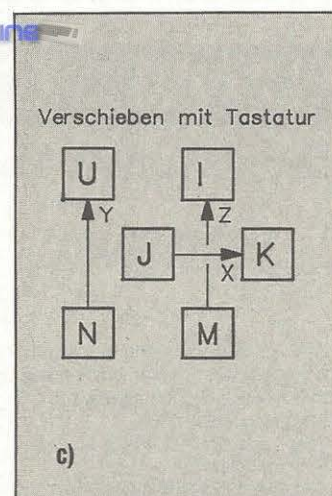 Verschieben mit Tastatur
U I
Y Z
J K
X
N M
c)